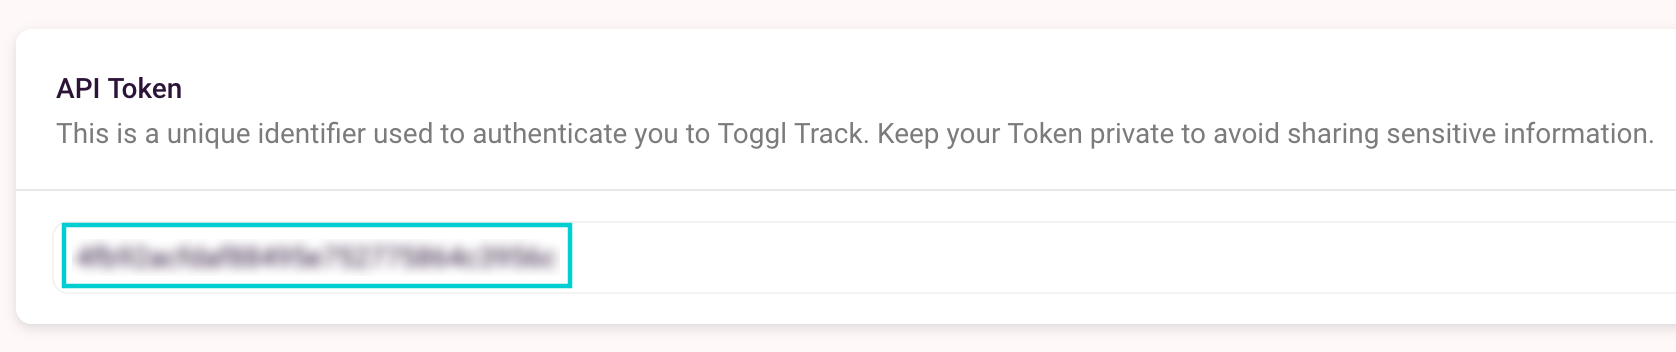 API Token
This is a unique identifier used to authenticate you to Toggl Track. Keep your Token private to avoid sharing sensitive information.